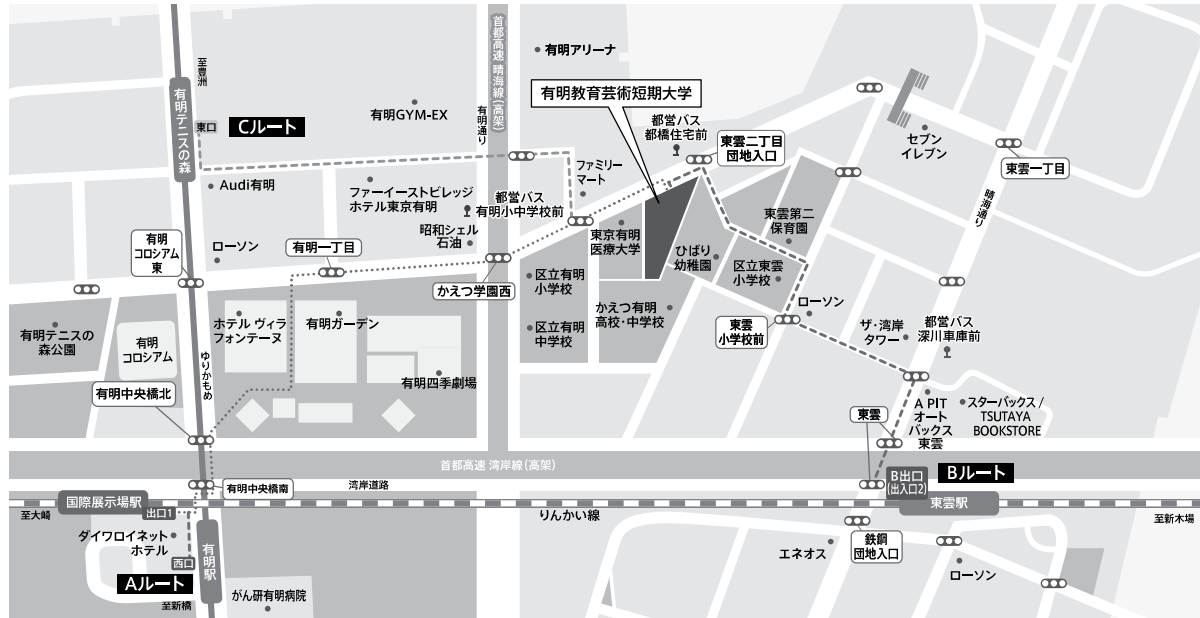 至豊洲
有明テニスの森
東口
Cルート
首都高速 晴海線(高架)
有明通り
有明アリーナ
有明教育芸術短期大学
有明GYM-EX
都営バス
都橋住宅前
東雲二丁目
団地入口
セブン
イレブン
東雲一丁目
晴海通り
Audi有明
ファーイーストビレッジ
ホテル東京有明
都営バス
有明小中学校前
ファミリー
マート
昭和シェル
石油
有明
コロシアム
東
ローソン
有明一丁目
かえつ学園西
東京有明
医療大学
ひばり
幼稚園
東雲第二
保育園
区立東雲
小学校
区立有明
小学校
区立有明
中学校
かえつ有明
高校・中学校
東雲
小学校前
ローソン
ザ・湾岸
タワー
都営バス
深川車庫前
有明テニスの
森公園
有明
コロシアム
ゆりかもめ
ホテル ヴィラ
フォンテーヌ
有明ガーデン
有明四季劇場
有明中央橋北
A PIT
オート
バックス
東雲
スターバックス /
TSUTAYA
BOOKSTORE
東雲
首都高速 湾岸線(高架)
有明中央橋南
湾岸道路
B出口
(出入口2)
Bルート
国際展示場駅
出口1
至大崎
りんかい線
東雲駅
至新木場
ダイワロイネット
ホテル
西口
有明駅
Aルート
至新橋
がん研有明病院
エネオス
鉄鋼
団地入口
ローソン